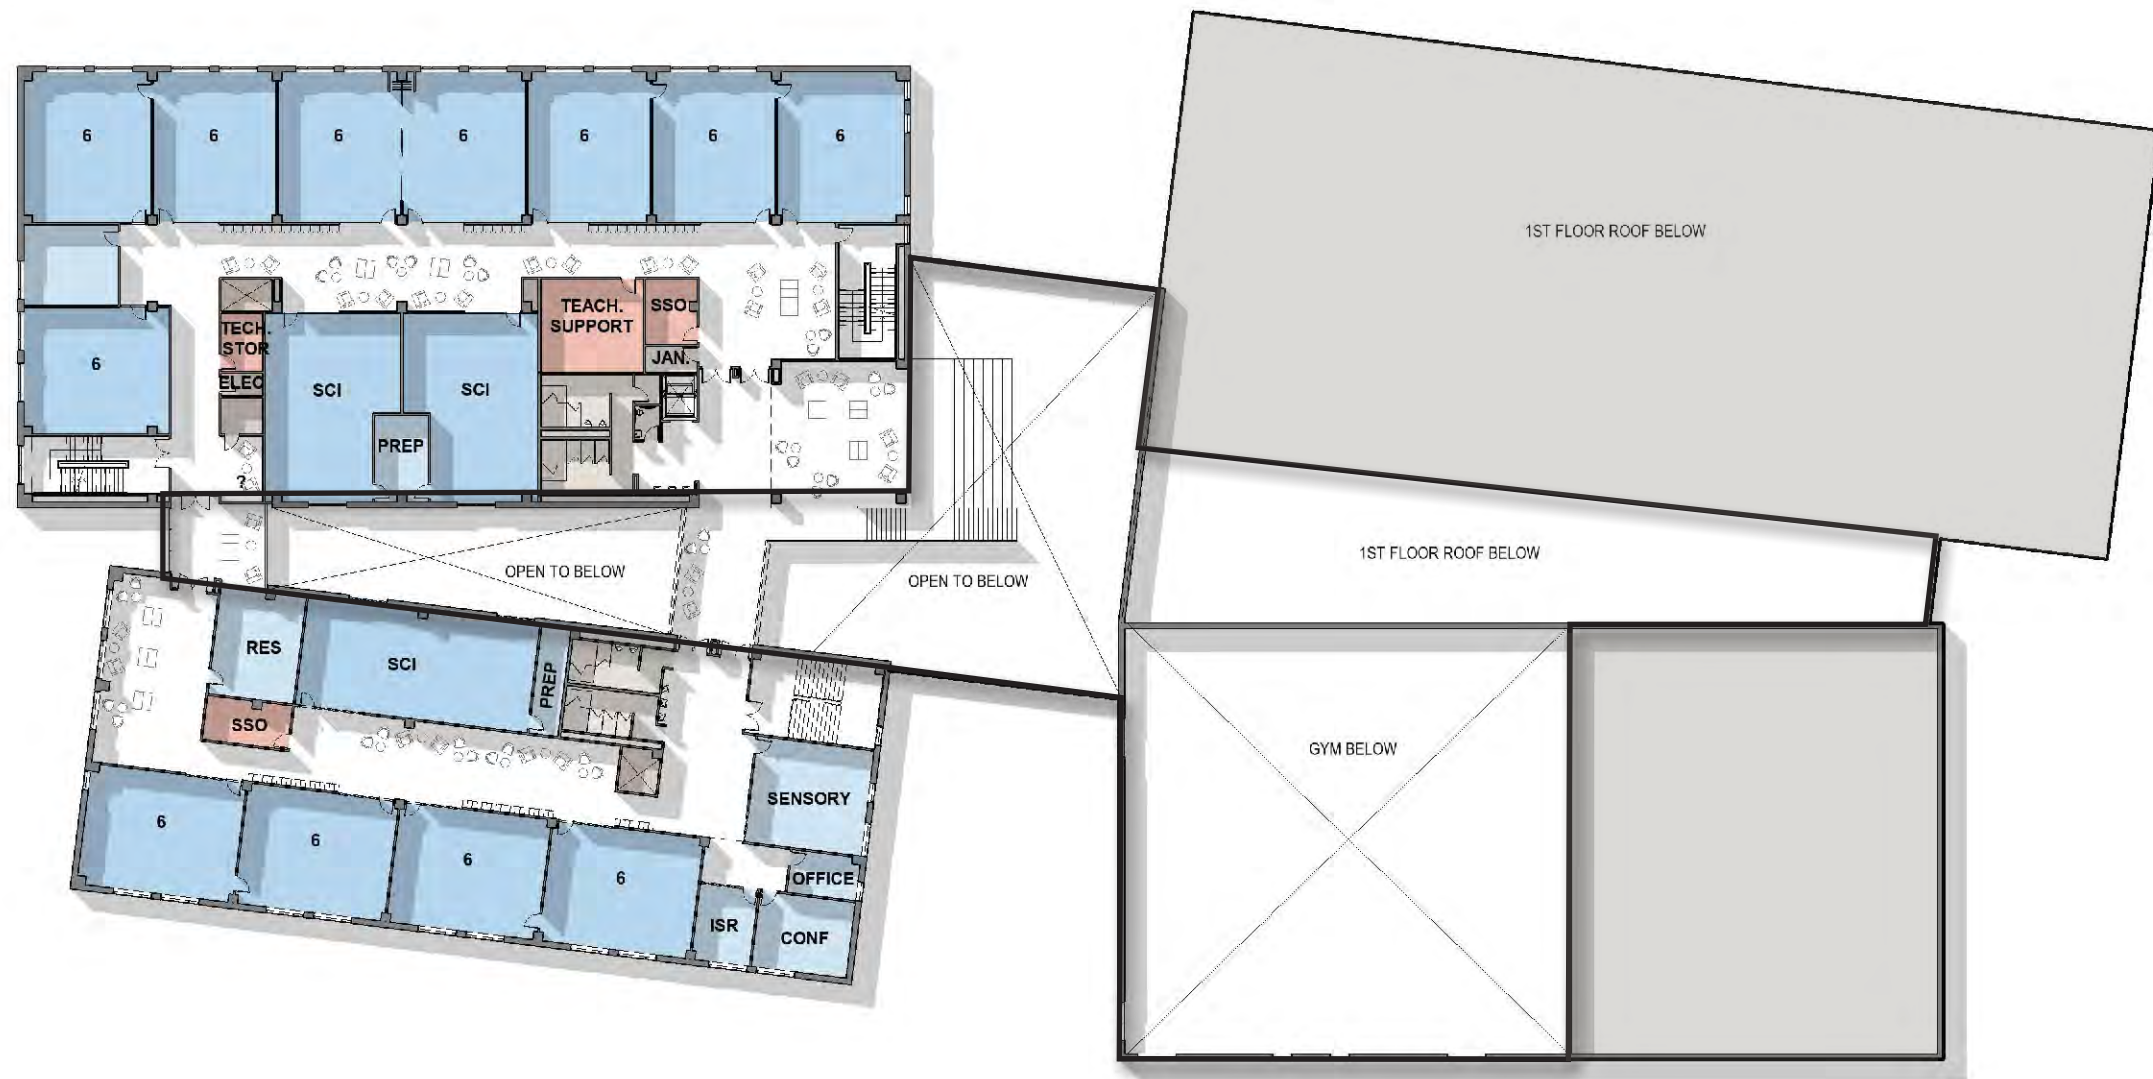 6
6
6
6
6
6
6
1ST FLOOR ROOF BELOW
TEACH.
SUPPORT
SSO
TECH.
STOR
JAN.
6
ELEC
SCI
SCI
PREP
?
1ST FLOOR ROOF BELOW
OPEN TO BELOW
OPEN TO BELOW
RES
SCI
PREP
SSO
GYM BELOW
SENSORY
6
6
6
6
OFFICE
ISR
CONF